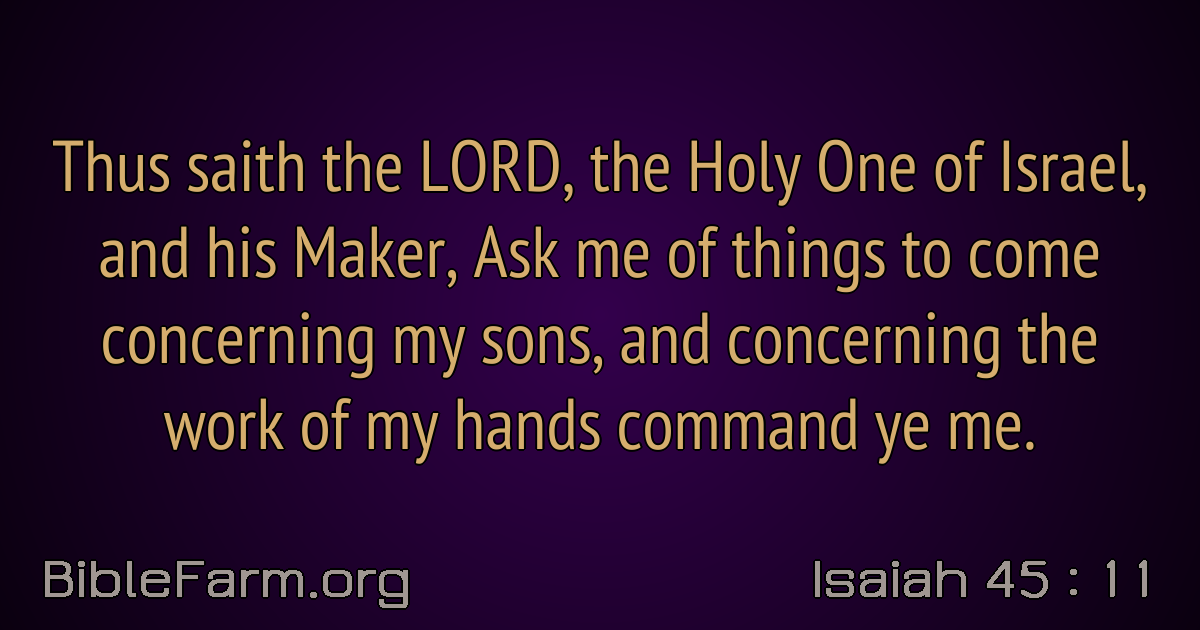 Thus saith the LORD, the Holy One of Israel,
and his Maker, Ask me of things to come
concerning my sons, and concerning the
work of my hands command ye me.
BibleFarm.org
Isaiah 45 : 11